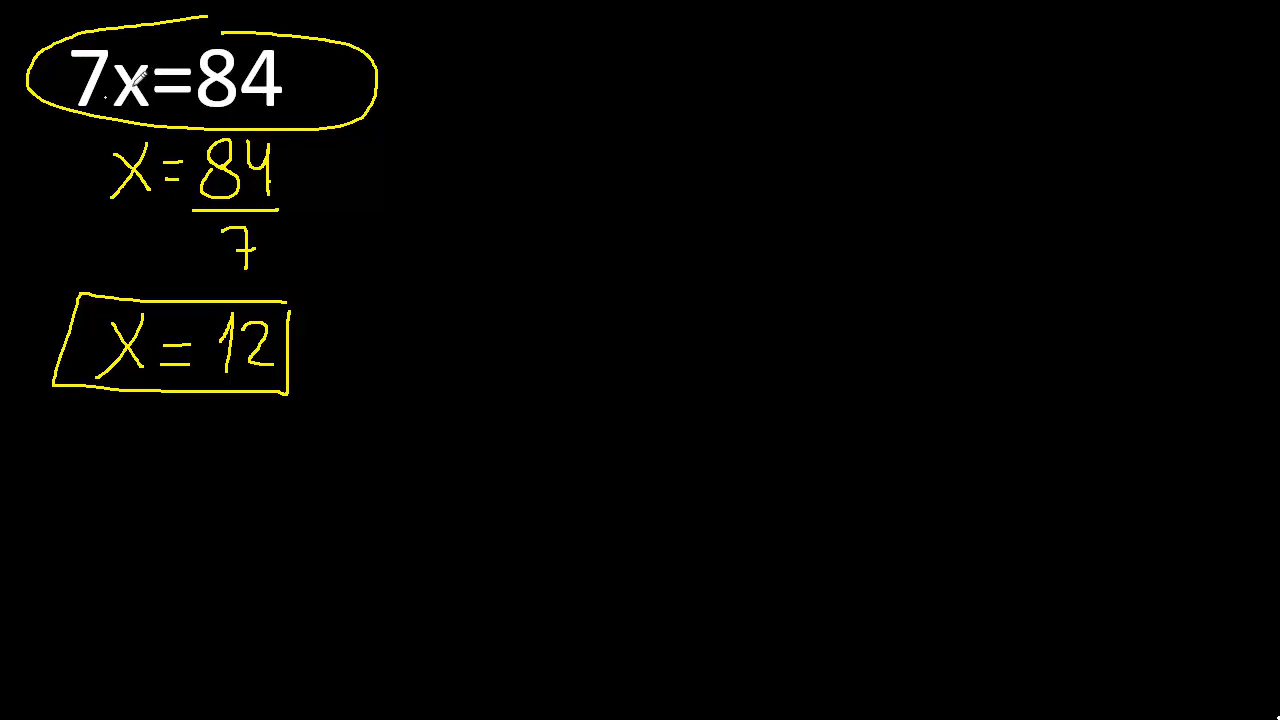 7x=84
x = 84
7
x = 12